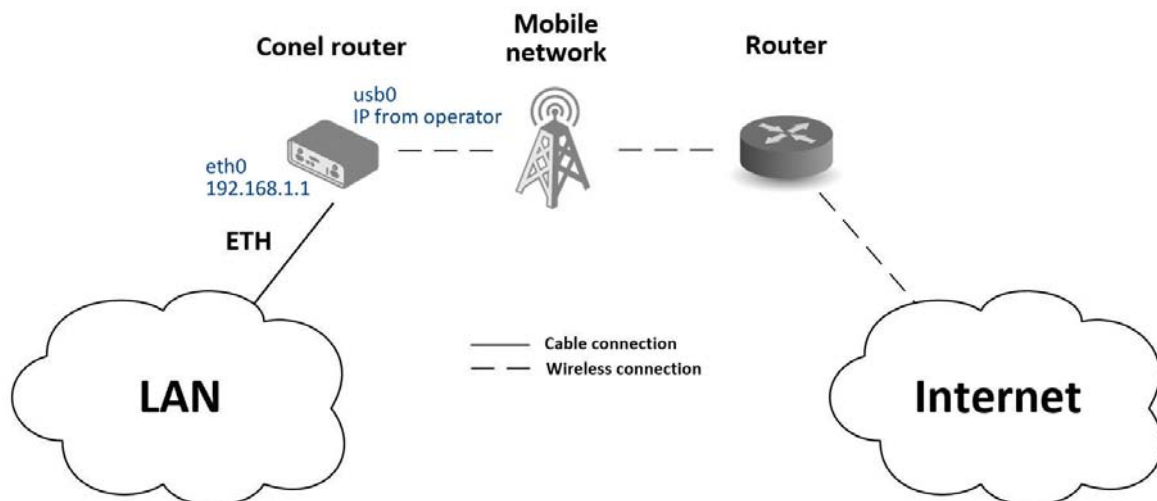 Conel router
Mobile
network
Router
usb0
IP from operator
eth0
192.168.1.1
ETH
Cable connection
Wireless connection
LAN
Internet